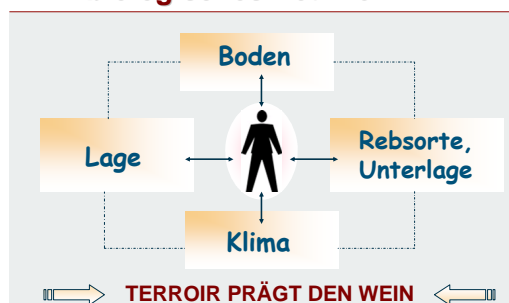 Boden
Lage
Rebsorte,
Unterlage
Klima
TERROIR PRÄGT DEN WEIN